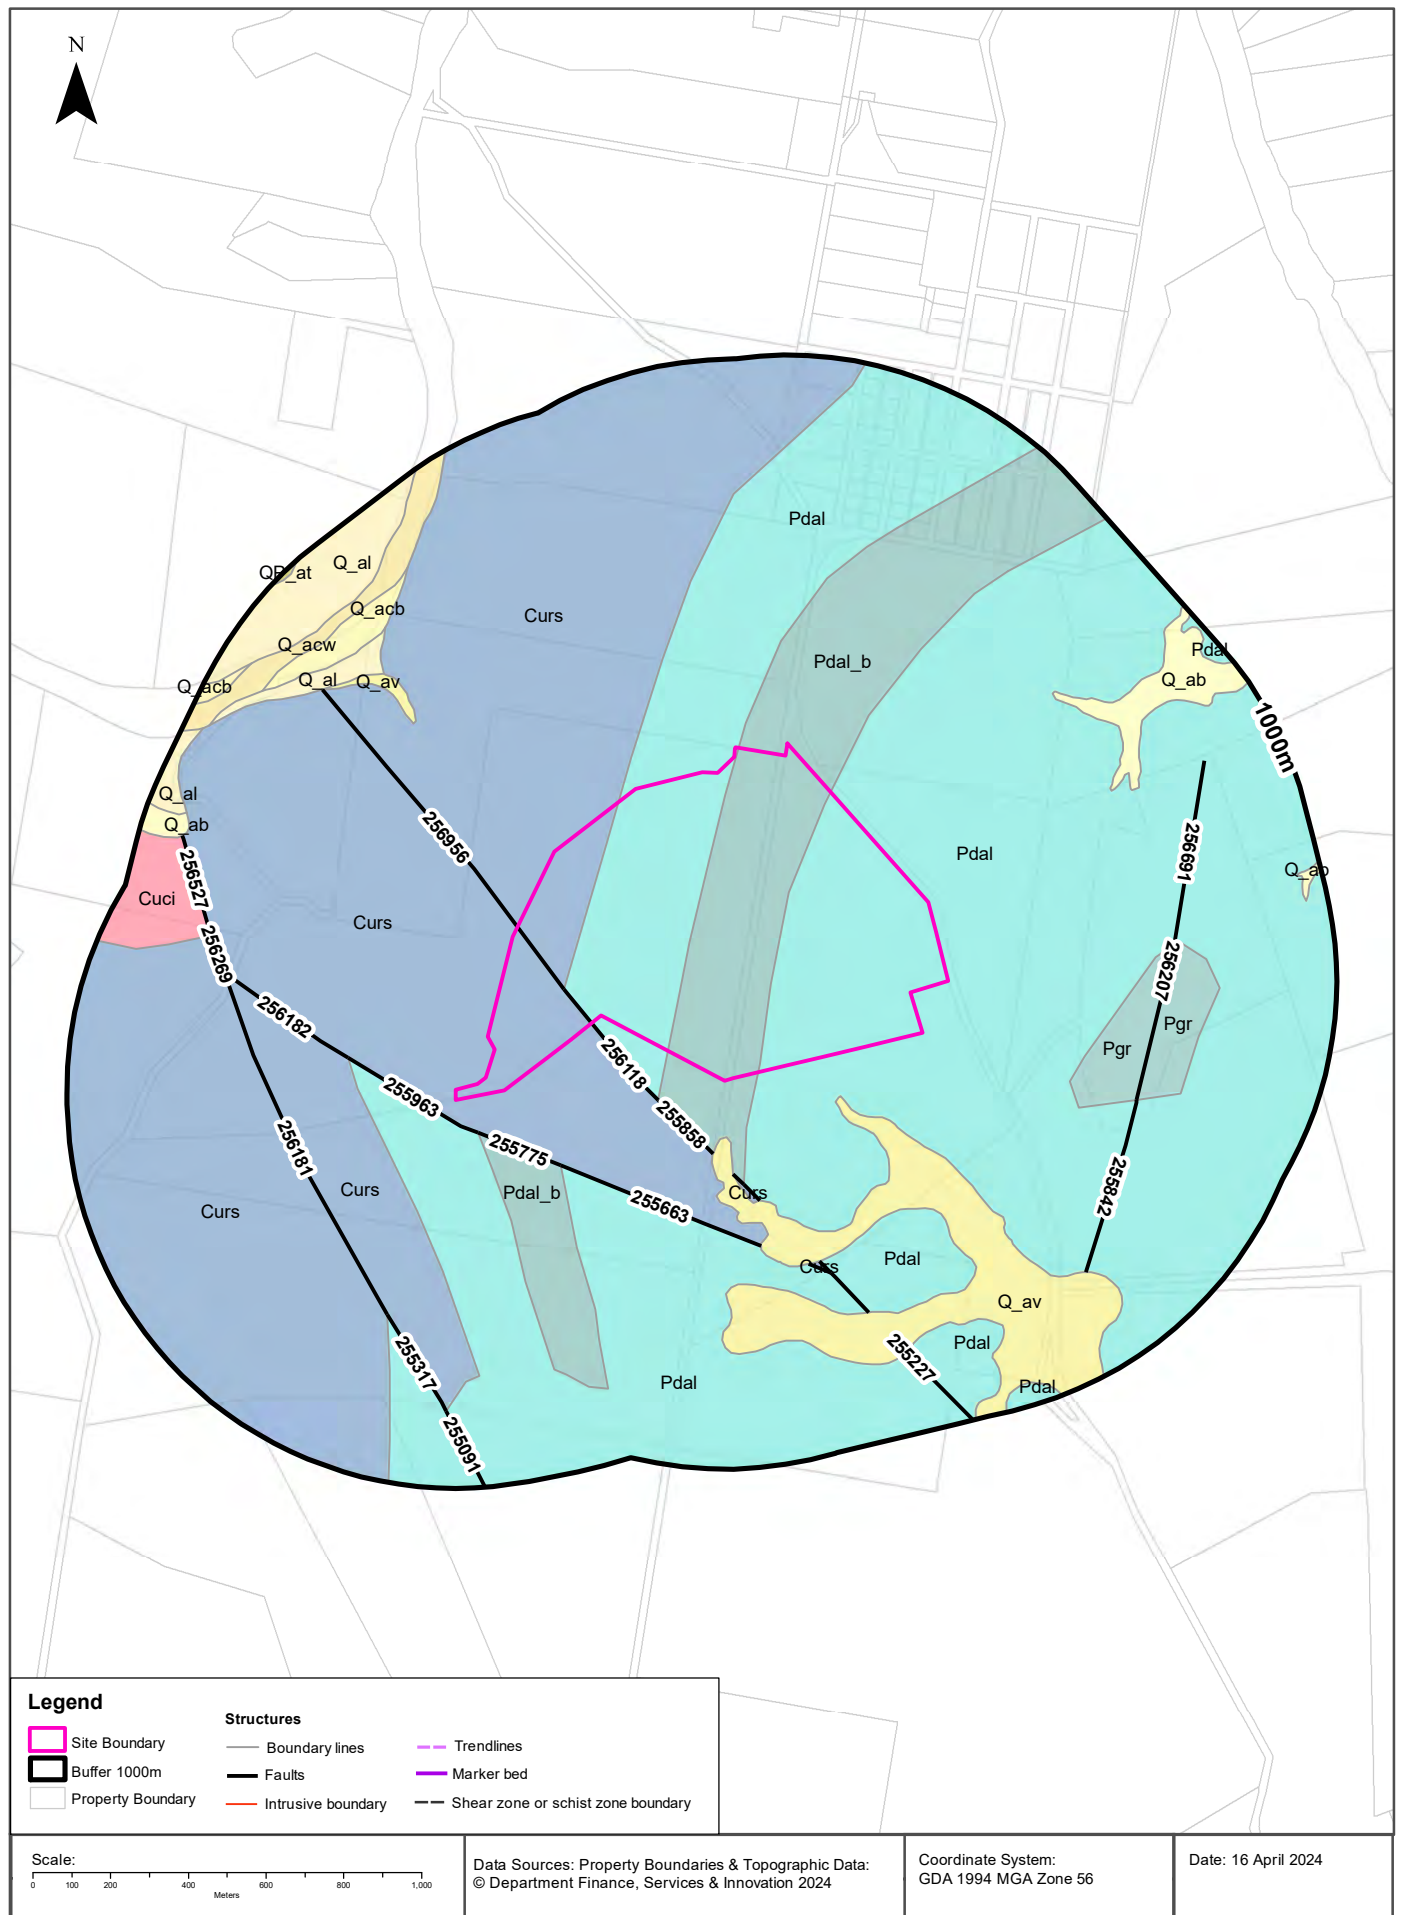 N
Pdal
QP_at
Q_al
Q_acb
Curs
Q_acw
Pdal_b
Pdal
Q_acb
Q_al
Q_av
Q_ab
1000m
Q_al
Q_ab
256956
256691
Pdal
256527
Q_ab
Cuci
Curs
256269
256207
256182
Pgr
Pgr
256118
255963
255858
256181
255775
255842
Curs
Pdal_b
Curs
255663
Curs
Pdal
Curs
Q_av
255317
255227
Pdal
Pdal
Pdal
255091
Legend
Site Boundary
Buffer 1000m
Property Boundary
Structures
Boundary lines
Faults
Intrusive boundary
Trendlines
Marker bed
Shear zone or schist zone boundary
Scale:
0 100 200 400 600 800 1,000
Meters
Data Sources: Property Boundaries & Topographic Data:
© Department Finance, Services & Innovation 2024
Coordinate System:
GDA 1994 MGA Zone 56
Date: 16 April 2024